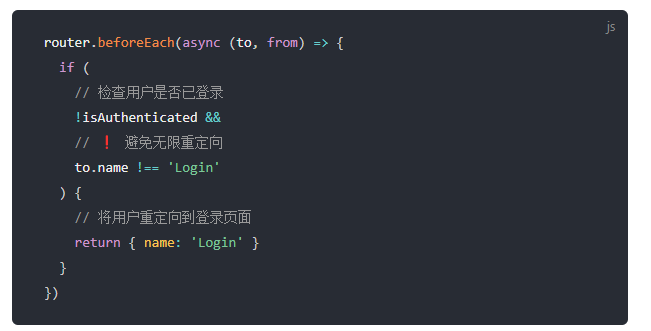 js
router.beforeEach(async (to, from) => {
  if (
    // 检查用户是否已登录
    !isAuthenticated &&
    // ❗ 避免无限重定向
    to.name !== 'Login'
  ) {
    // 将用户重定向到登录页面
    return { name: 'Login' }
  }
})